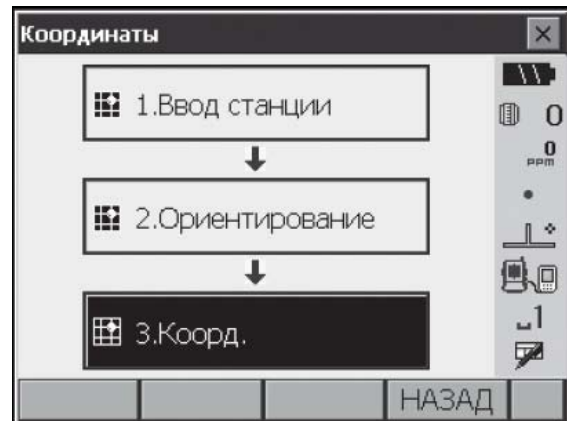 Координаты
1.Ввод станции
0
0
ppm
2.Ориентирование
3.Коорд.
1
НАЗАД